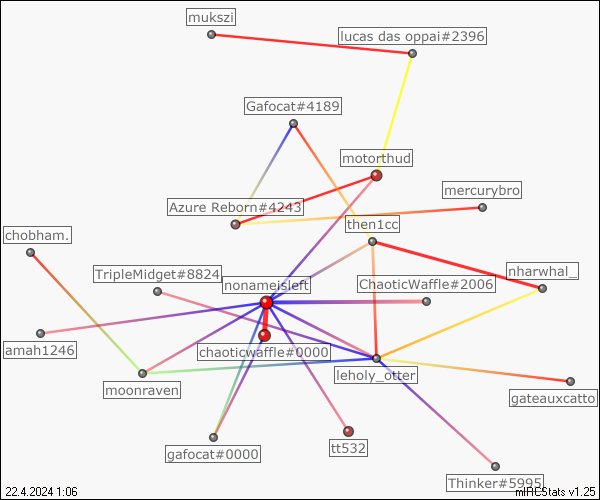 mukszi
lucas das oppai#2396
Gafocat#4189
motorthud
mercurybro
Azure Reborn#4243
then1cc
chobham.
nharwhal_
TripleMidget#8824
nonameisleft
ChaoticWaffle#2006
amah1246
chaoticwaffle#0000
leholy_otter
moonraven
gateauxcatto
gafocat#0000
tt532
Thinker#5995
22.4.2024 1:06
mIRCStats v1.25